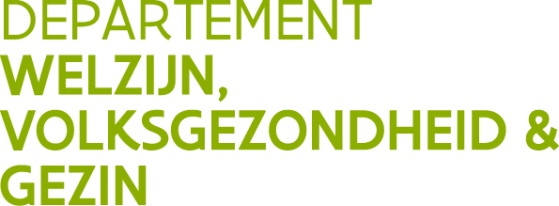 DEPARTEMENT
WELZIJN,
VOLKSGEZONDHEID &
GEZIN